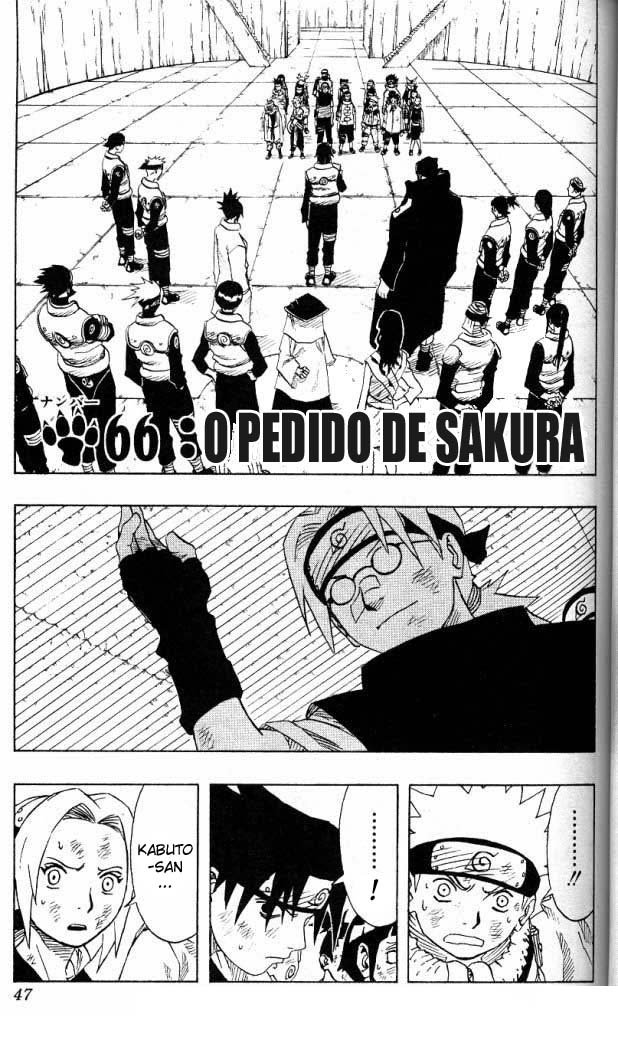 ナンバー
66: O PEDIDO DE SAKURA
.........!!
.........!
KABUTO
-SAN
...
47